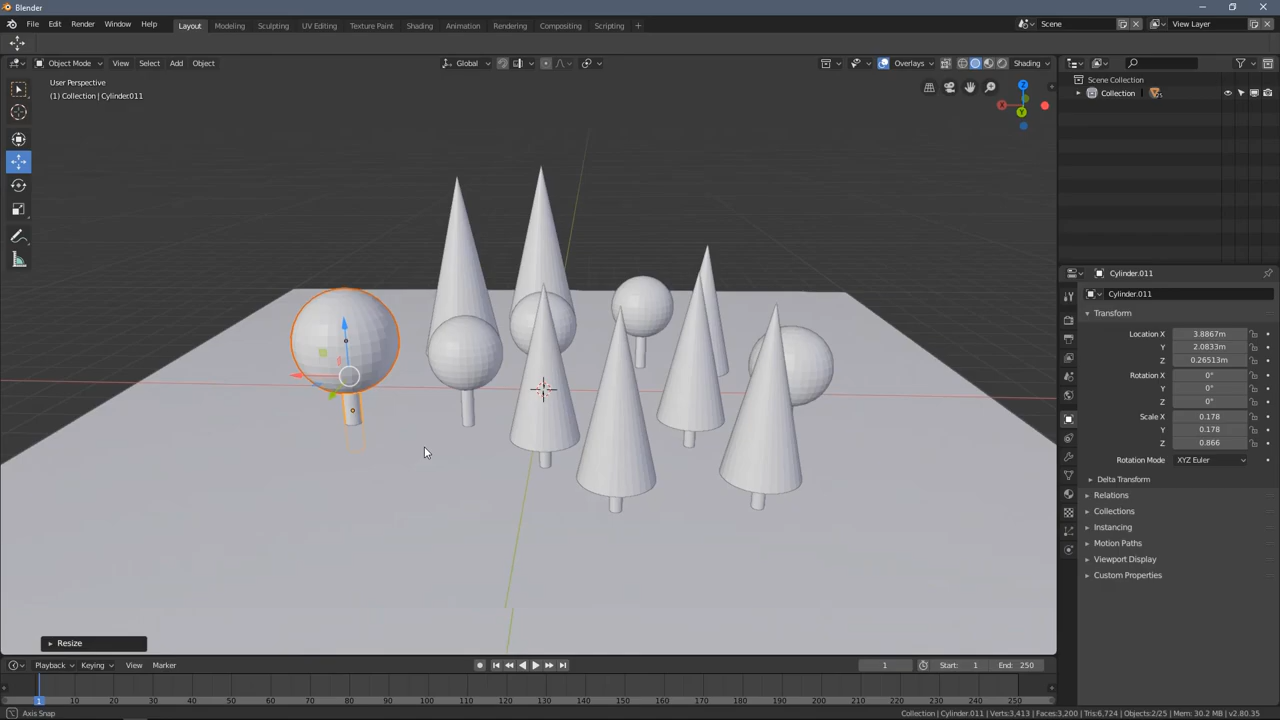 Blender
File Edit Render Window Help Layout Modeling Sculpting UV Editing Texture Paint Shading Animation Rendering Compositing Scripting + Scene View Layer
Object Mode View Select Add Object Global Overlays Shading
User Perspective
(1) Collection | Cylinder.011
Z
X
Y
Scene Collection
Collection
Cylinder.011
Cylinder.011
Transform
Location X 3.8867m
Y 2.0833m
Z 0.26513m
Rotation X 0°
Y 0°
Z 0°
Scale X 0.178
Y 0.178
Z 0.866
Rotation Mode XYZ Euler
Delta Transform
Relations
Collections
Instancing
Motion Paths
Viewport Display
Custom Properties
Resize
Playback Keying View Marker 1 Start: 1 End: 250
1 10 20 30 40 50 60 70 80 90 100 110 120 130 140 150 160 170 180 190 200 210 220 230 240 250
Axis Snap Collection | Cylinder.011 | Verts:3,413 | Faces:3,200 | Tris:6,724 | Objects:2/25 | Mem: 30.2 MB | v2.80.35